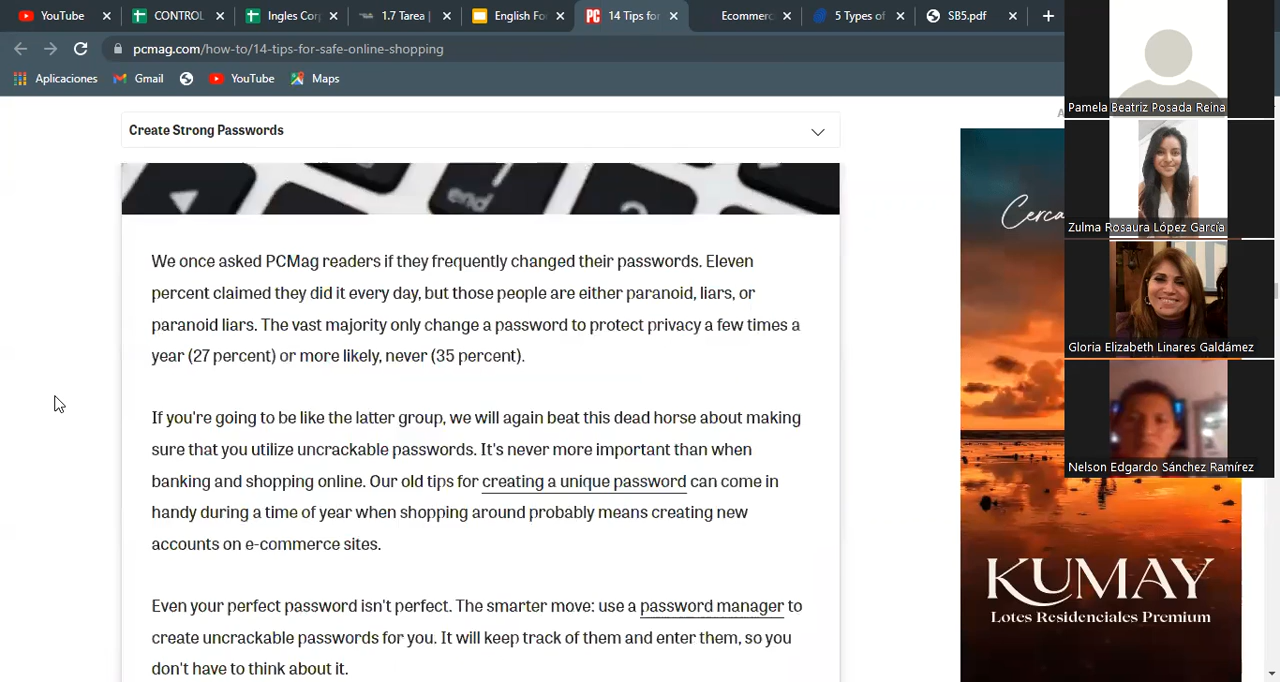 YouTube
CONTROL
Ingles Cor
1.7 Tarea |
English Fo
PC 14 Tips for
Ecommerc
5 Types of
SB5.pdf
pcmag.com/how-to/14-tips-for-safe-online-shopping
Aplicaciones
Gmail
YouTube
Maps
Create Strong Passwords
end
We once asked PCMag readers if they frequently changed their passwords. Eleven
percent claimed they did it every day, but those people are either paranoid, liars, or
paranoid liars. The vast majority only change a password to protect privacy a few times a
year (27 percent) or more likely, never (35 percent).
If you're going to be like the latter group, we will again beat this dead horse about making
sure that you utilize uncrackable passwords. It's never more important than when
banking and shopping online. Our old tips for creating a unique password can come in
handy during a time of year when shopping around probably means creating new
accounts on e-commerce sites.
Even your perfect password isn't perfect. The smarter move: use a password manager to
create uncrackable passwords for you. It will keep track of them and enter them, so you
don't have to think about it.
Cerca
KUMAY
Lotes Residenciales Premium
Pamela Beatriz Posada Reina
Zulma Rosaura López García
Gloria Elizabeth Linares Galdámez
Nelson Edgardo Sánchez Ramírez